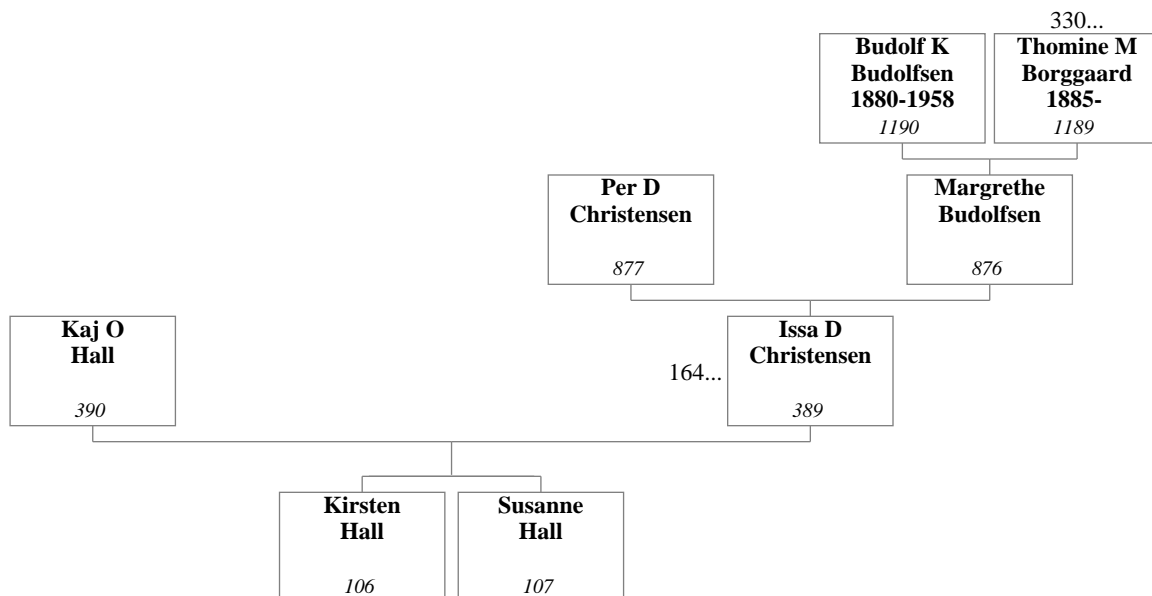 330...
Budolf K
Budolfsen
1880-1958
1190
Thomine M
Borggaard
1885-
1189
Per D
Christensen
877
Margrethe
Budolfsen
876
Kaj O
Hall
390
164...
Issa D
Christensen
389
Kirsten
Hall
106
Susanne
Hall
107